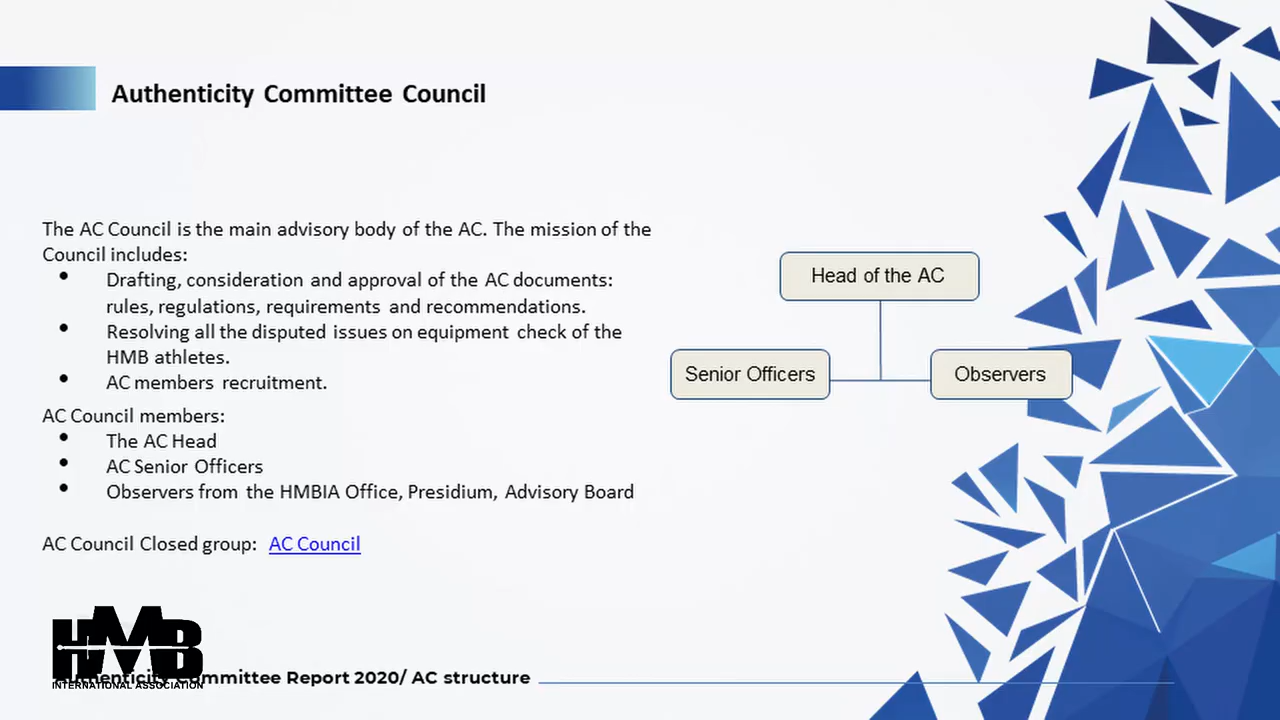 Authenticity Committee Council
The AC Council is the main advisory body of the AC. The mission of the
Council includes:
• Drafting, consideration and approval of the AC documents:
rules, regulations, requirements and recommendations.
• Resolving all the disputed issues on equipment check of the
HMB athletes.
• AC members recruitment.
AC Council members:
• The AC Head
• AC Senior Officers
• Observers from the HMBIA Office, Presidium, Advisory Board
AC Council Closed group: AC Council
Head of the AC
Senior Officers
Observers
HMB
INTERNATIONAL ASSOCIATION
Authenticity Committee Report 2020/ AC structure